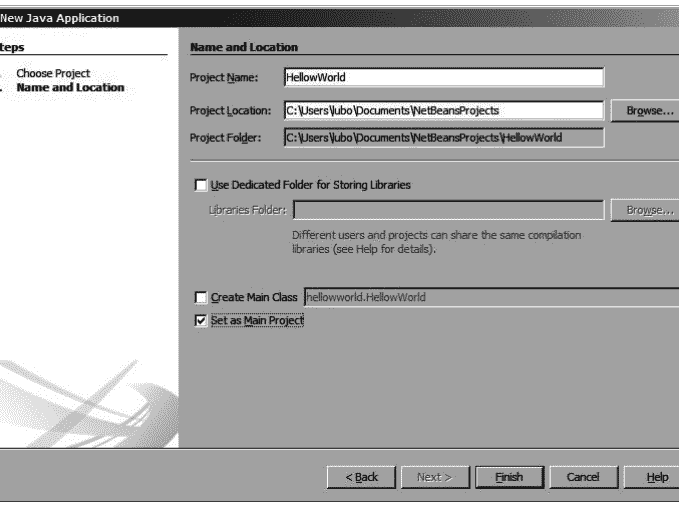 New Java Application
teps
Choose Project
. Name and Location
Name and Location
Project Name: HellowWorld
Project Location: C:\Users\lubo\Documents\NetBeansProjects Browse...
Project Folder: C:\Users\lubo\Documents\NetBeansProjects\HellowWorld
Use Dedicated Folder for Storing Libraries
Libraries Folder: Browse...
Different users and projects can share the same compilation
libraries (see Help for details).
Create Main Class hellowworld.HellowWorld
Set as Main Project
< Back Next > Finish Cancel Help